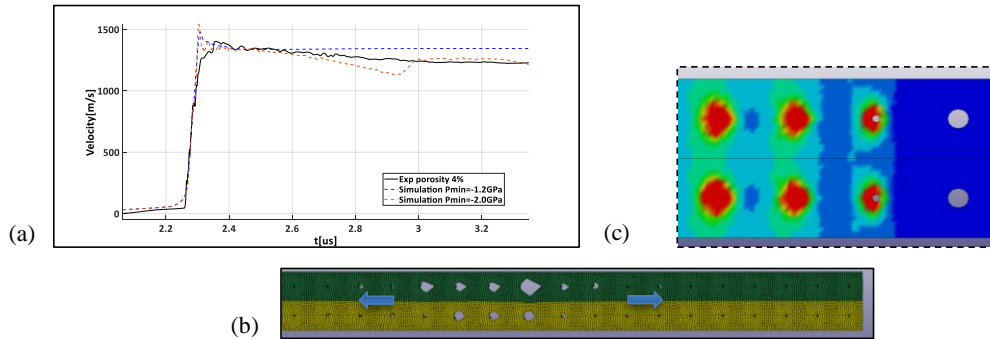 1500
1000
500
0
Velocity[m/s]
Exp porosity 4%
Simulation Pmin=-1.2GPa
Simulation Pmin=-2.0GPa
2.2 2.4 2.6 2.8 3 3.2
t[us]
(a)
(c)
(b)